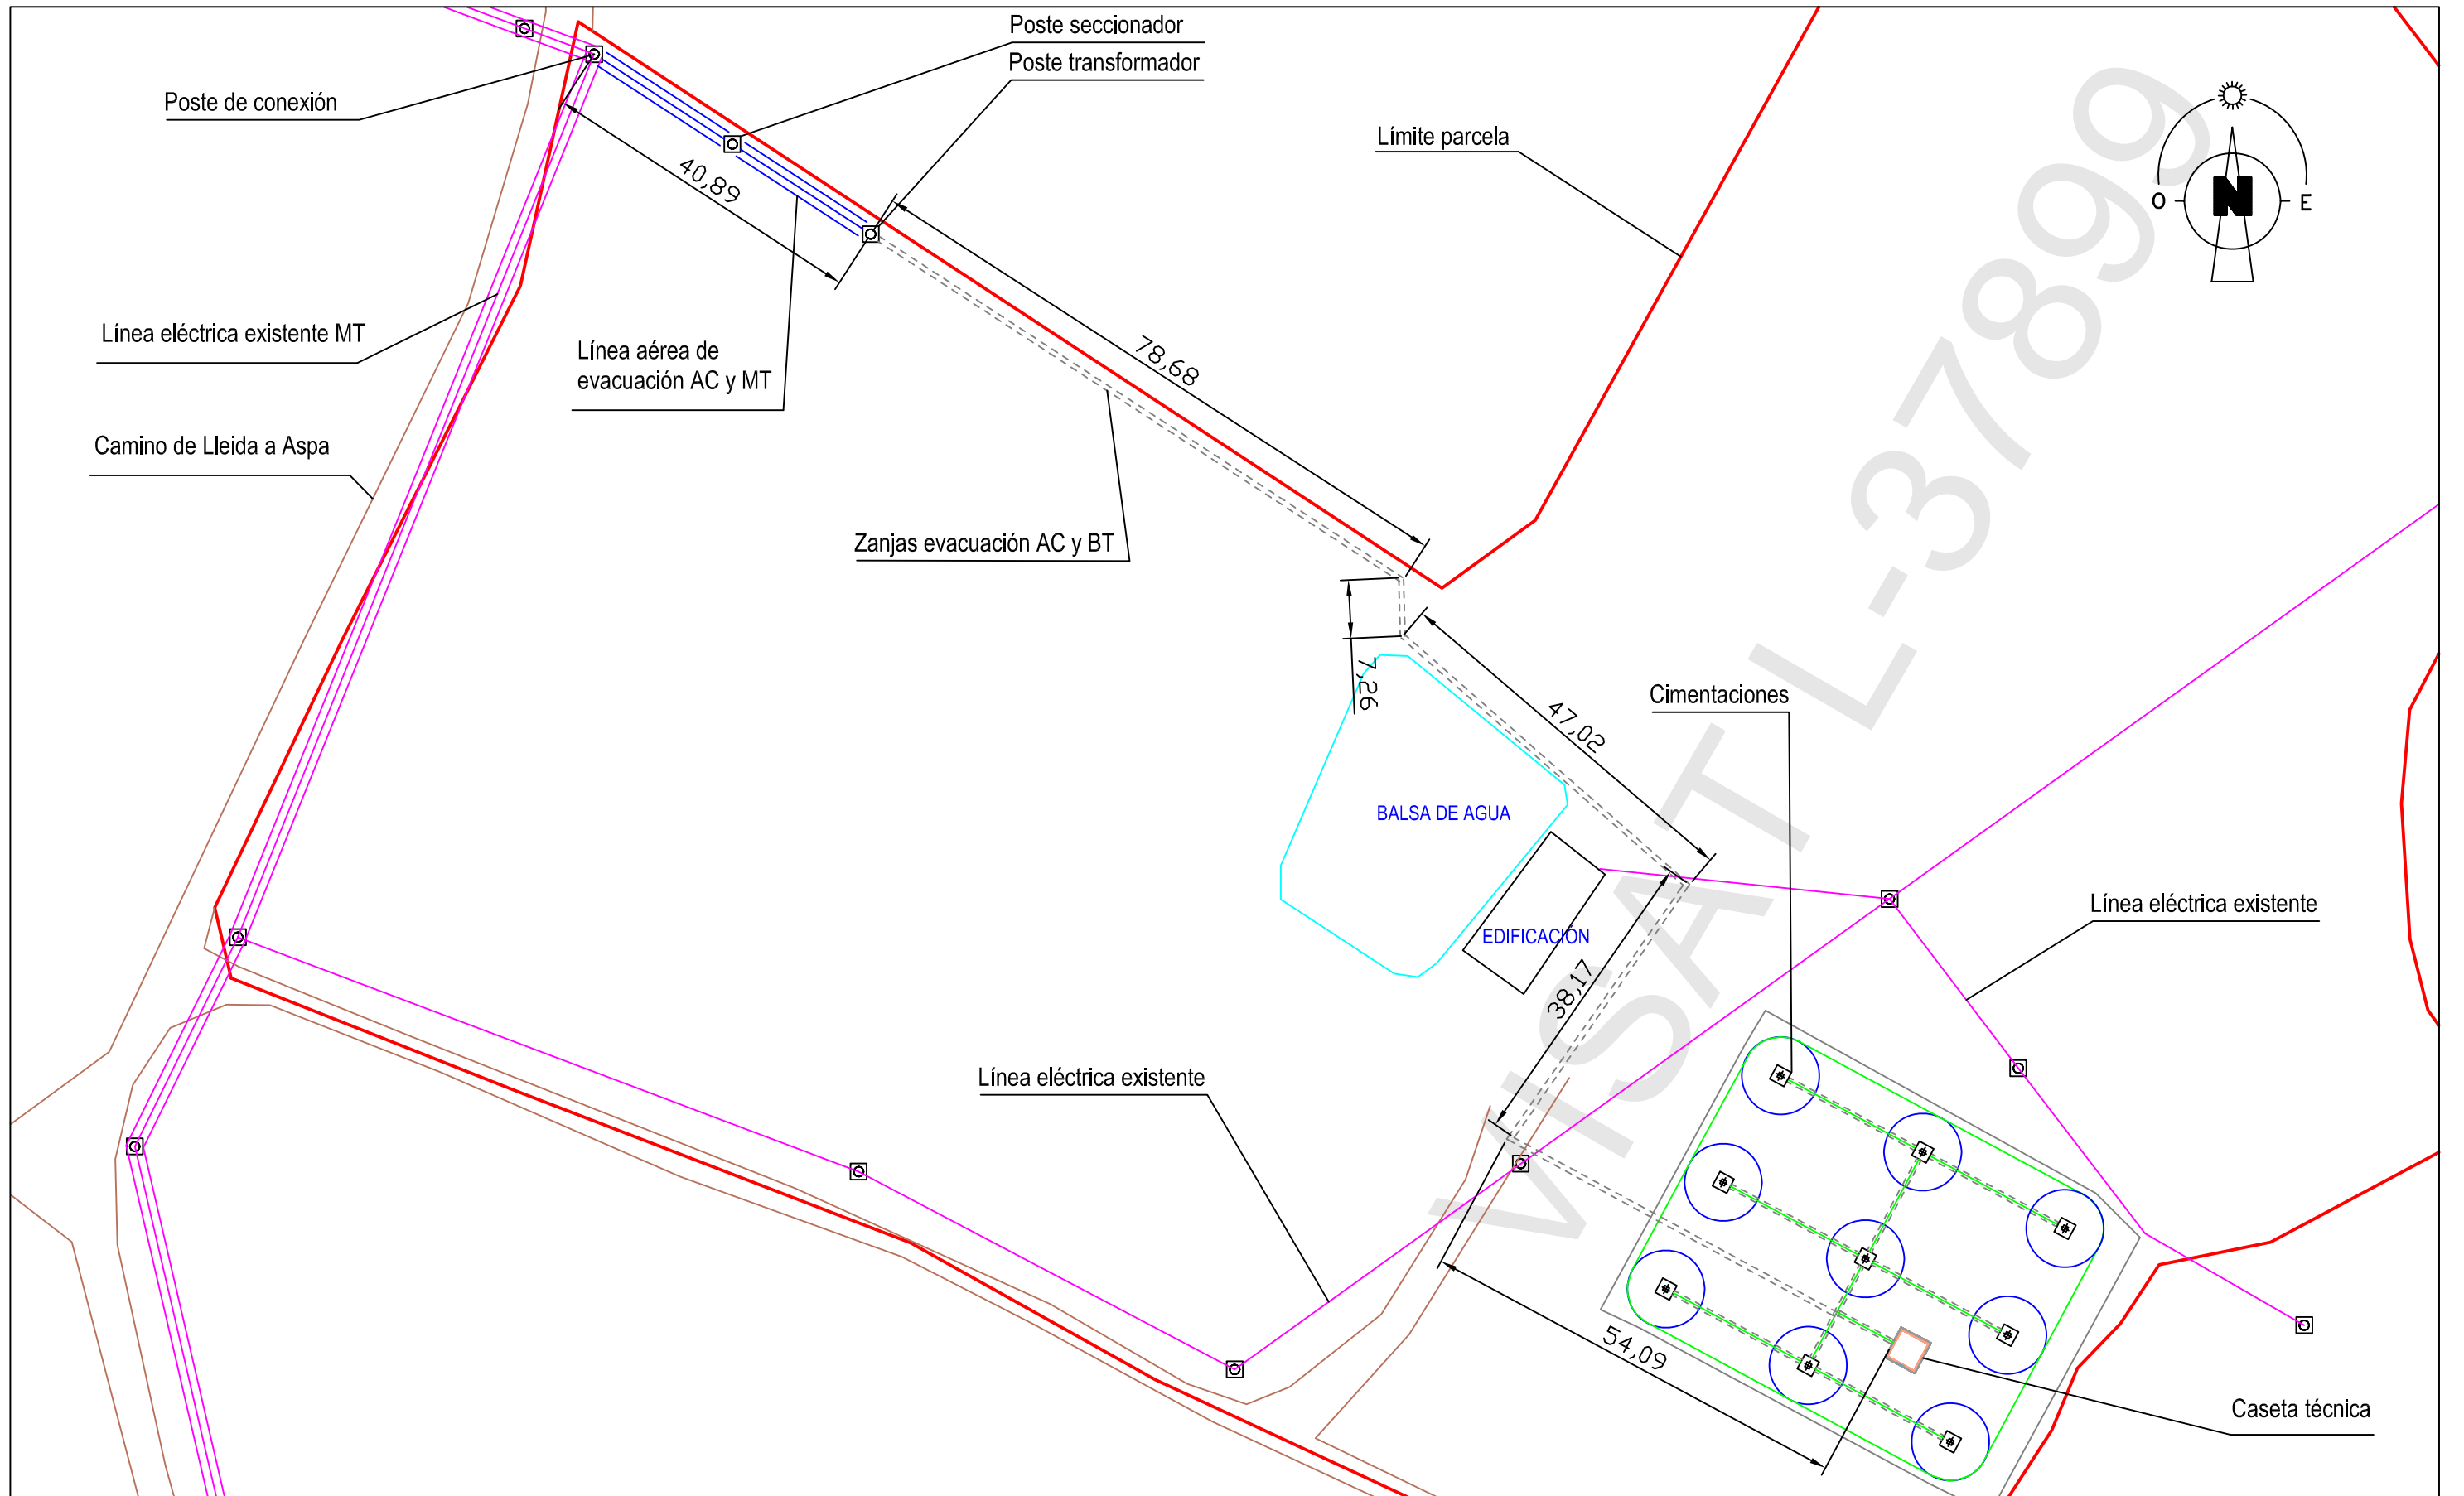 Poste seccionador
Poste transformador
Poste de conexión
Límite parcela
O
N
E
40,89
78,68
Línea eléctrica existente MT
Línea aérea de
evacuación AC y MT
Camino de Lleida a Aspa
Zanjas evacuación AC y BT
7,26
47,02
Cimentaciones
BALSA DE AGUA
EDIFICACIÓN
38,17
Línea eléctrica existente
Línea eléctrica existente
54,09
Caseta técnica
VISAT L-37899